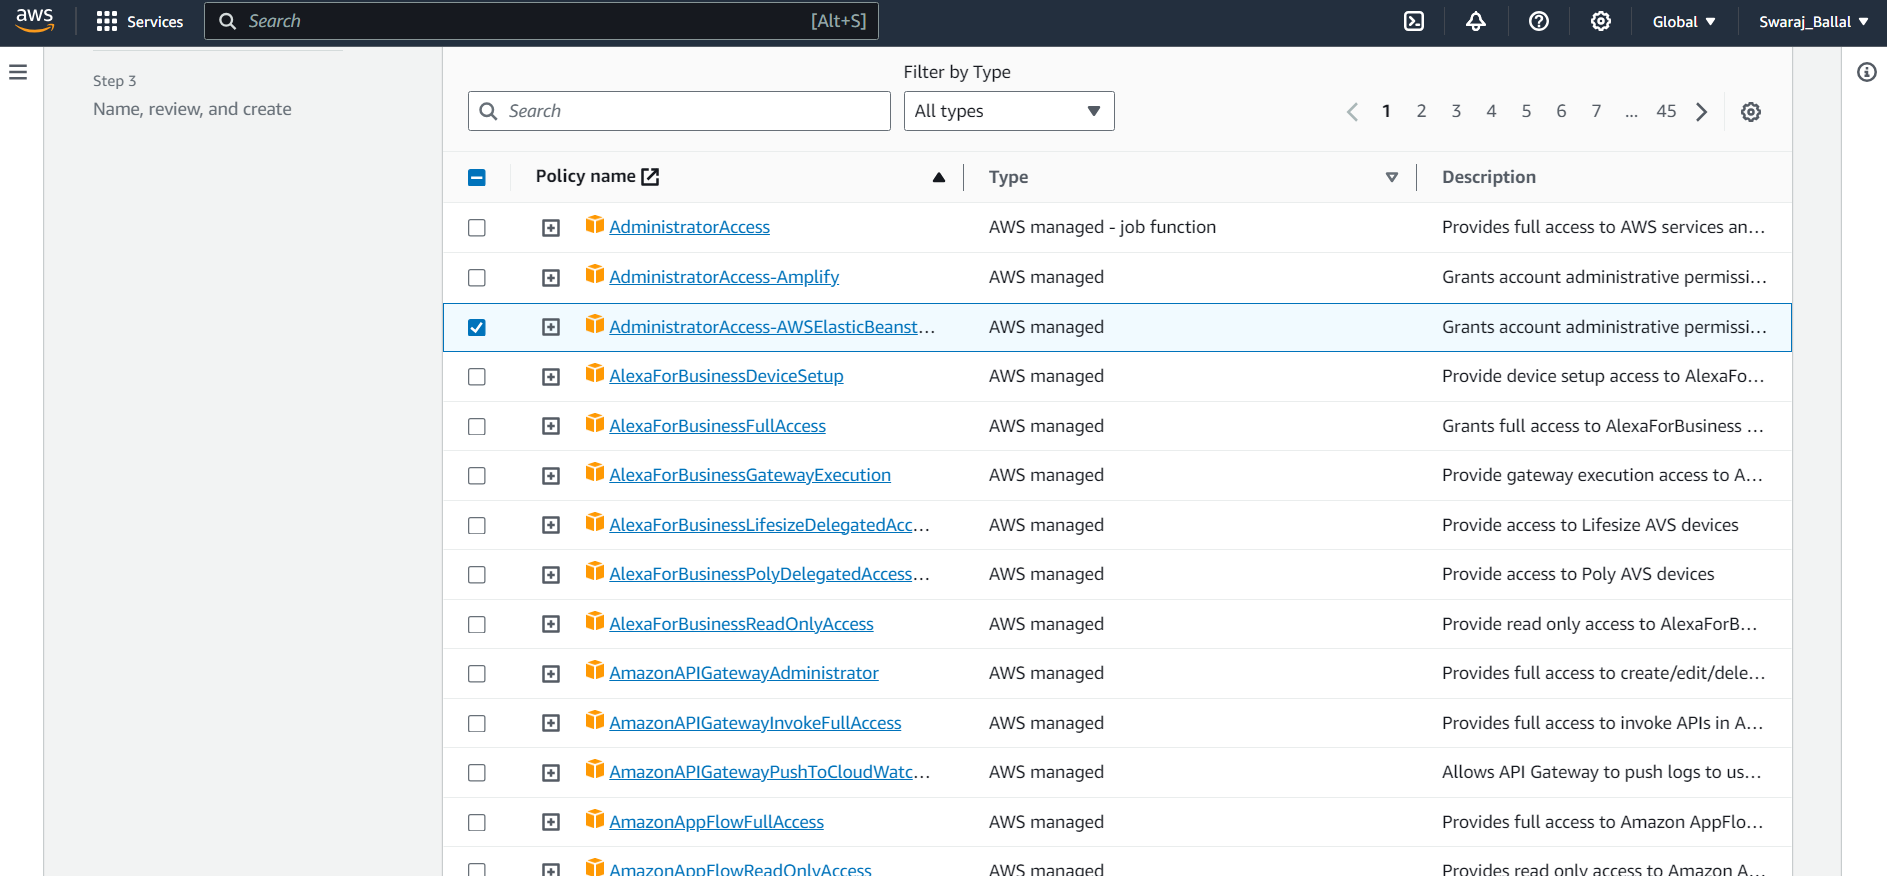 aws Services Search [Alt+S] Global Swaraj_Ballal
Step 3
Name, review, and create
Filter by Type
Search All types 1 2 3 4 5 6 7 ... 45
Policy name Type Description
AdministratorAccess AWS managed - job function Provides full access to AWS services an...
AdministratorAccess-Amplify AWS managed Grants account administrative permissi...
AdministratorAccess-AWSElasticBeanst... AWS managed Grants account administrative permissi...
AlexaForBusinessDeviceSetup AWS managed Provide device setup access to AlexaFo...
AlexaForBusinessFullAccess AWS managed Grants full access to AlexaForBusiness ...
AlexaForBusinessGatewayExecution AWS managed Provide gateway execution access to A...
AlexaForBusinessLifesizeDelegatedAcc... AWS managed Provide access to Lifesize AVS devices
AlexaForBusinessPolyDelegatedAccess... AWS managed Provide access to Poly AVS devices
AlexaForBusinessReadOnlyAccess AWS managed Provide read only access to AlexaForB...
AmazonAPIGatewayAdministrator AWS managed Provides full access to create/edit/dele...
AmazonAPIGatewayInvokeFullAccess AWS managed Provides full access to invoke APIs in A...
AmazonAPIGatewayPushToCloudWatc... AWS managed Allows API Gateway to push logs to us...
AmazonAppFlowFullAccess AWS managed Provides full access to Amazon AppFlo...
AmazonAppFlowReadOnlyAccess AWS managed Provides read only access to Amazon A...